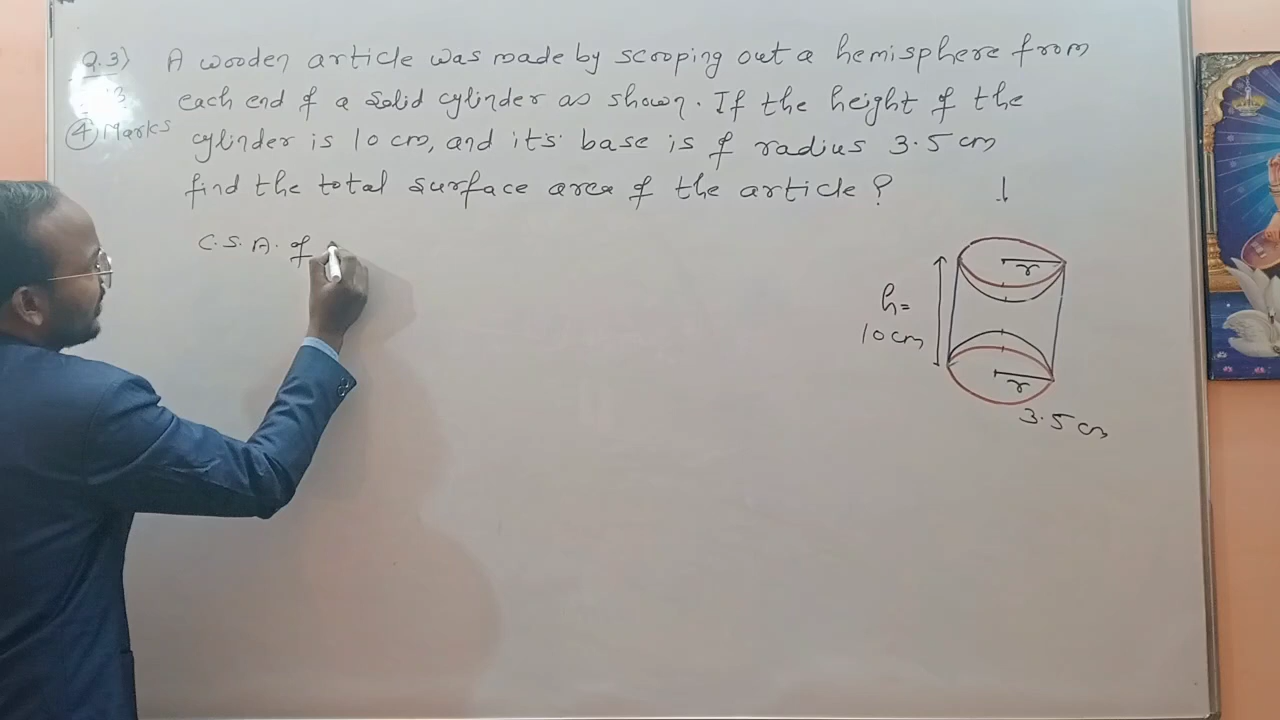 Q.3) A wooden article was made by scooping out a hemisphere from
each end of a solid cylinder as shown. If the height of the
④ Marks cylinder is 10 cm, and it's base is of radius 3.5 cm
find the total surface area of the article ?
C.S.A. of
r
h=
10 cm
r
3.5 cm